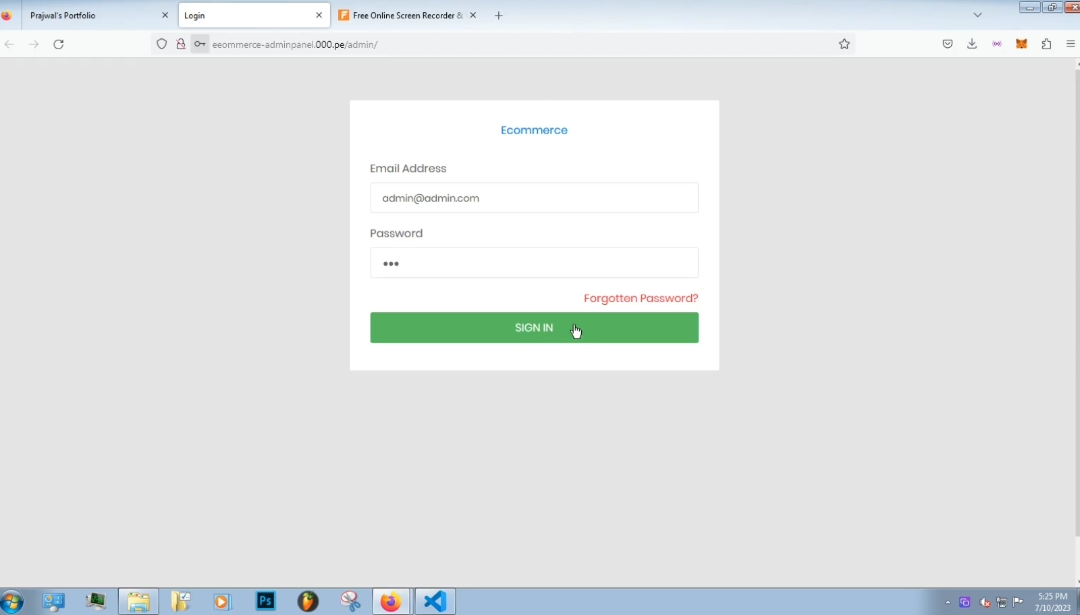 Prajwal's Portfolio
Login
Free Online Screen Recorder &
eeommerce-adminpanel.000.pe/admin/
Ecommerce
Email Address
admin@admin.com
Password
Forgotten Password?
SIGN IN
Ps
5:25 PM
7/10/2023